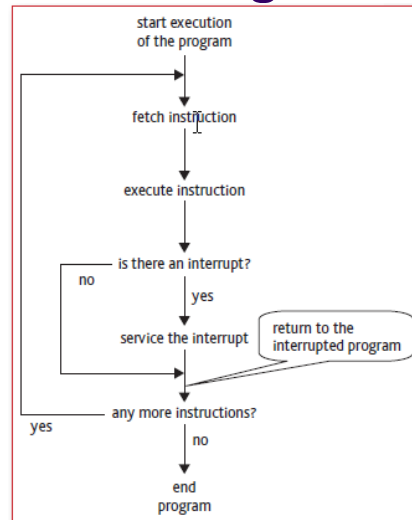 start execution
of the program
fetch instruction
execute instruction
is there an interrupt?
no
yes
service the interrupt
return to the
interrupted program
any more instructions?
yes
no
end
program